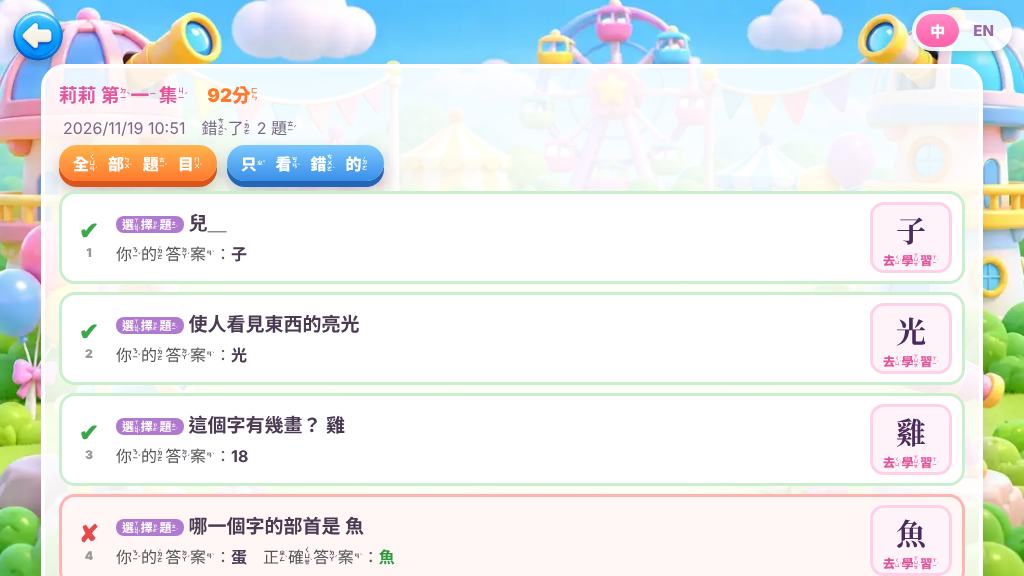 中 EN
莉莉 第一集 92分
2026/11/19 10:51 錯了 2 題
全部題目 只看錯的
✔ 選擇題 兒__
1 你的答案：子
子
去學習
✔ 選擇題 使人看見東西的亮光
2 你的答案：光
光
去學習
✔ 選擇題 這個字有幾畫？ 雞
3 你的答案：18
雞
去學習
✘ 選擇題 哪一個字的部首是 魚
4 你的答案：蛋 正確答案：魚
魚
去學習